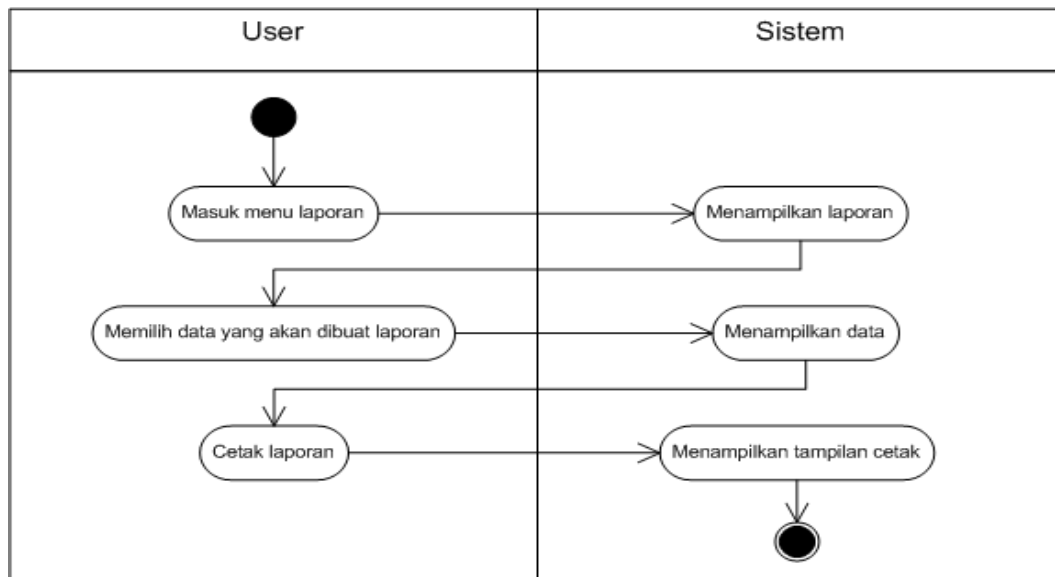 User
Sistem
Masuk menu laporan
Menampilkan laporan
Memilih data yang akan dibuat laporan
Menampilkan data
Cetak laporan
Menampilkan tampilan cetak